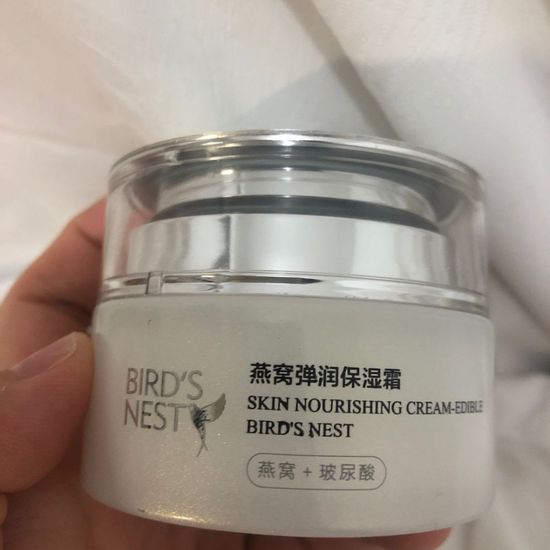 BIRD'S
NEST
燕窝弹润保湿霜
SKIN NOURISHING CREAM-EDIBLE
BIRD'S NEST
燕窝 + 玻尿酸